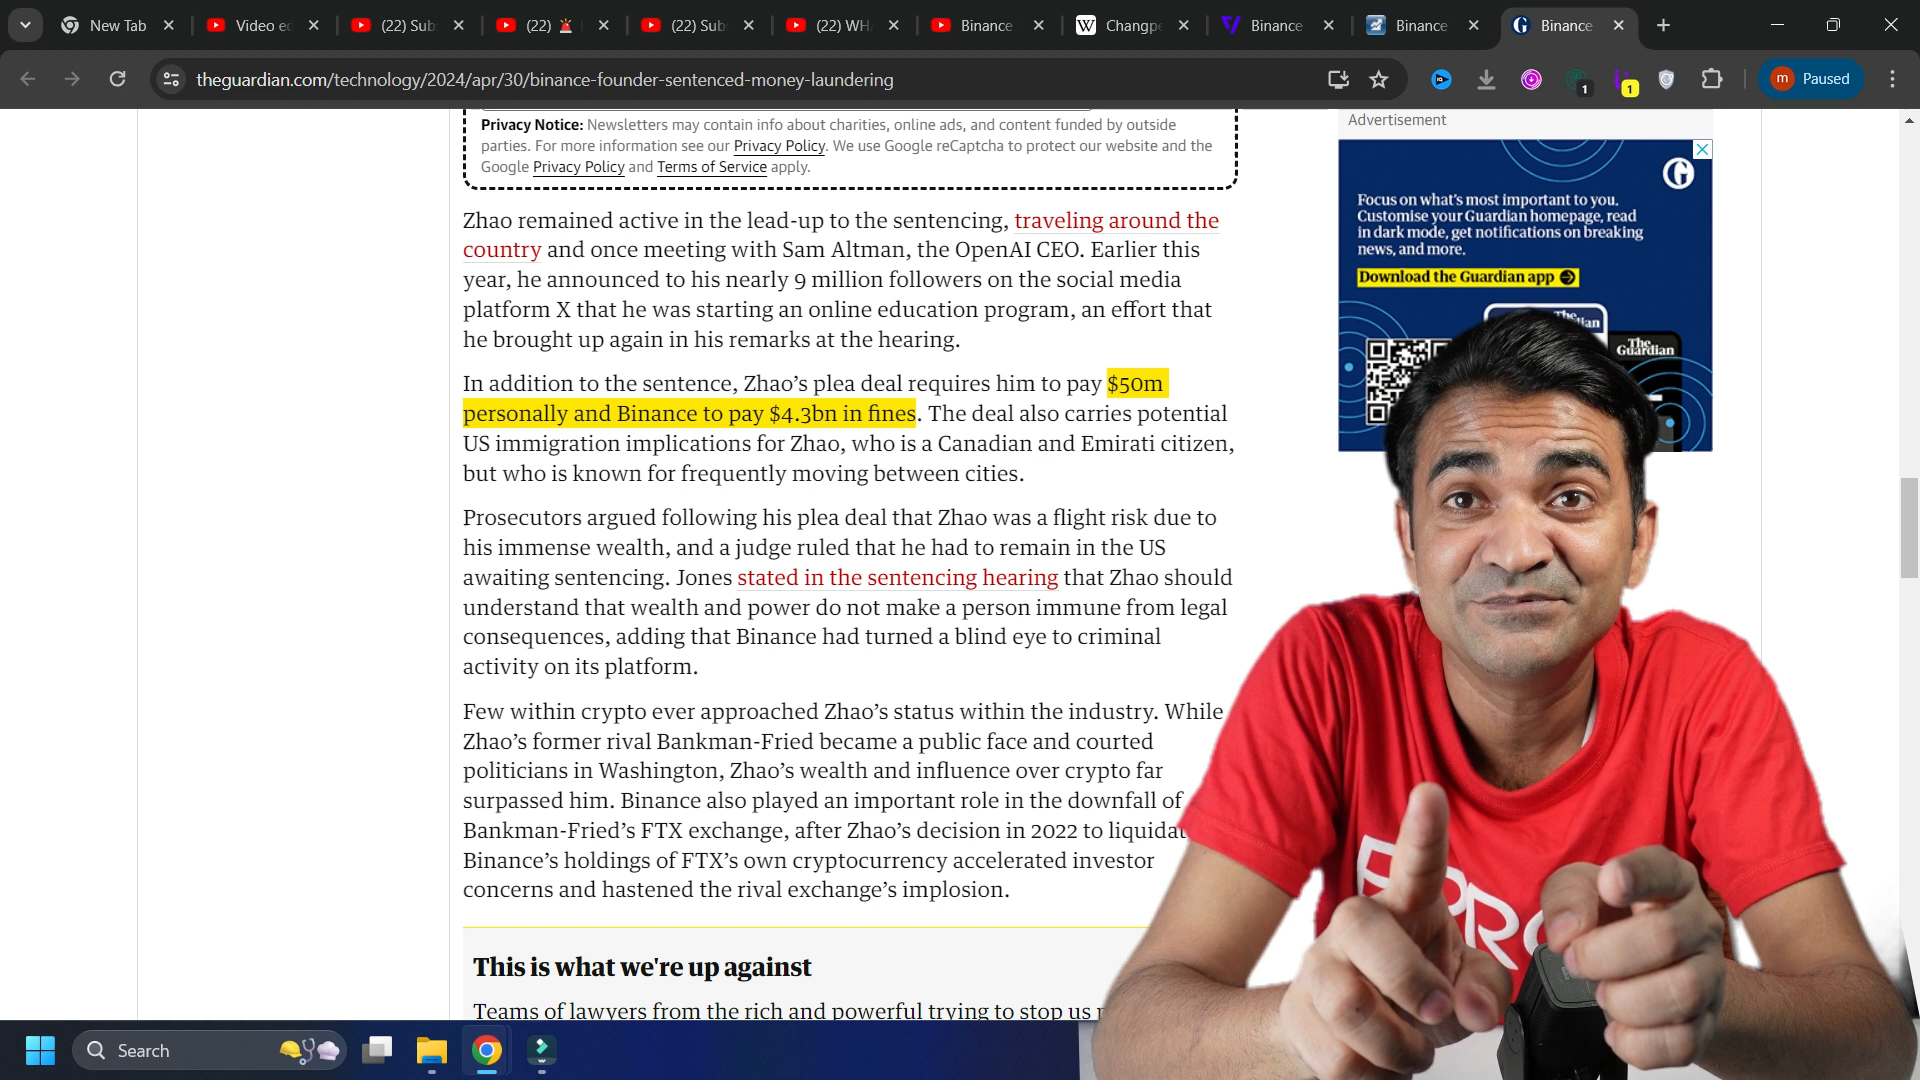 New Tab
Video e
(22) Sub
(22)
(22) Sub
(22) WH
Binance
Changpe
Binance
Binance
Binance
theguardian.com/technology/2024/apr/30/binance-founder-sentenced-money-laundering
1
1
m Paused
Privacy Notice: Newsletters may contain info about charities, online ads, and content funded by outside
parties. For more information see our Privacy Policy. We use Google reCaptcha to protect our website and the
Google Privacy Policy and Terms of Service apply.
Zhao remained active in the lead-up to the sentencing, traveling around the
country and once meeting with Sam Altman, the OpenAI CEO. Earlier this
year, he announced to his nearly 9 million followers on the social media
platform X that he was starting an online education program, an effort that
he brought up again in his remarks at the hearing.
In addition to the sentence, Zhao’s plea deal requires him to pay $50m
personally and Binance to pay $4.3bn in fines. The deal also carries potential
US immigration implications for Zhao, who is a Canadian and Emirati citizen,
but who is known for frequently moving between cities.
Prosecutors argued following his plea deal that Zhao was a flight risk due to
his immense wealth, and a judge ruled that he had to remain in the US
awaiting sentencing. Jones stated in the sentencing hearing that Zhao should
understand that wealth and power do not make a person immune from legal
consequences, adding that Binance had turned a blind eye to criminal
activity on its platform.
Few within crypto ever approached Zhao’s status within the industry. While
Zhao’s former rival Bankman-Fried became a public face and courted
politicians in Washington, Zhao’s wealth and influence over crypto far
surpassed him. Binance also played an important role in the downfall of
Bankman-Fried’s FTX exchange, after Zhao’s decision in 2022 to liquidat
Binance’s holdings of FTX’s own cryptocurrency accelerated investor
concerns and hastened the rival exchange’s implosion.
This is what we're up against
Teams of lawyers from the rich and powerful trying to stop us
Advertisement
Focus on what's most important to you.
Customise your Guardian homepage, read
in dark mode, get notifications on breaking
news, and more.
Download the Guardian app
The
Guardian
Search